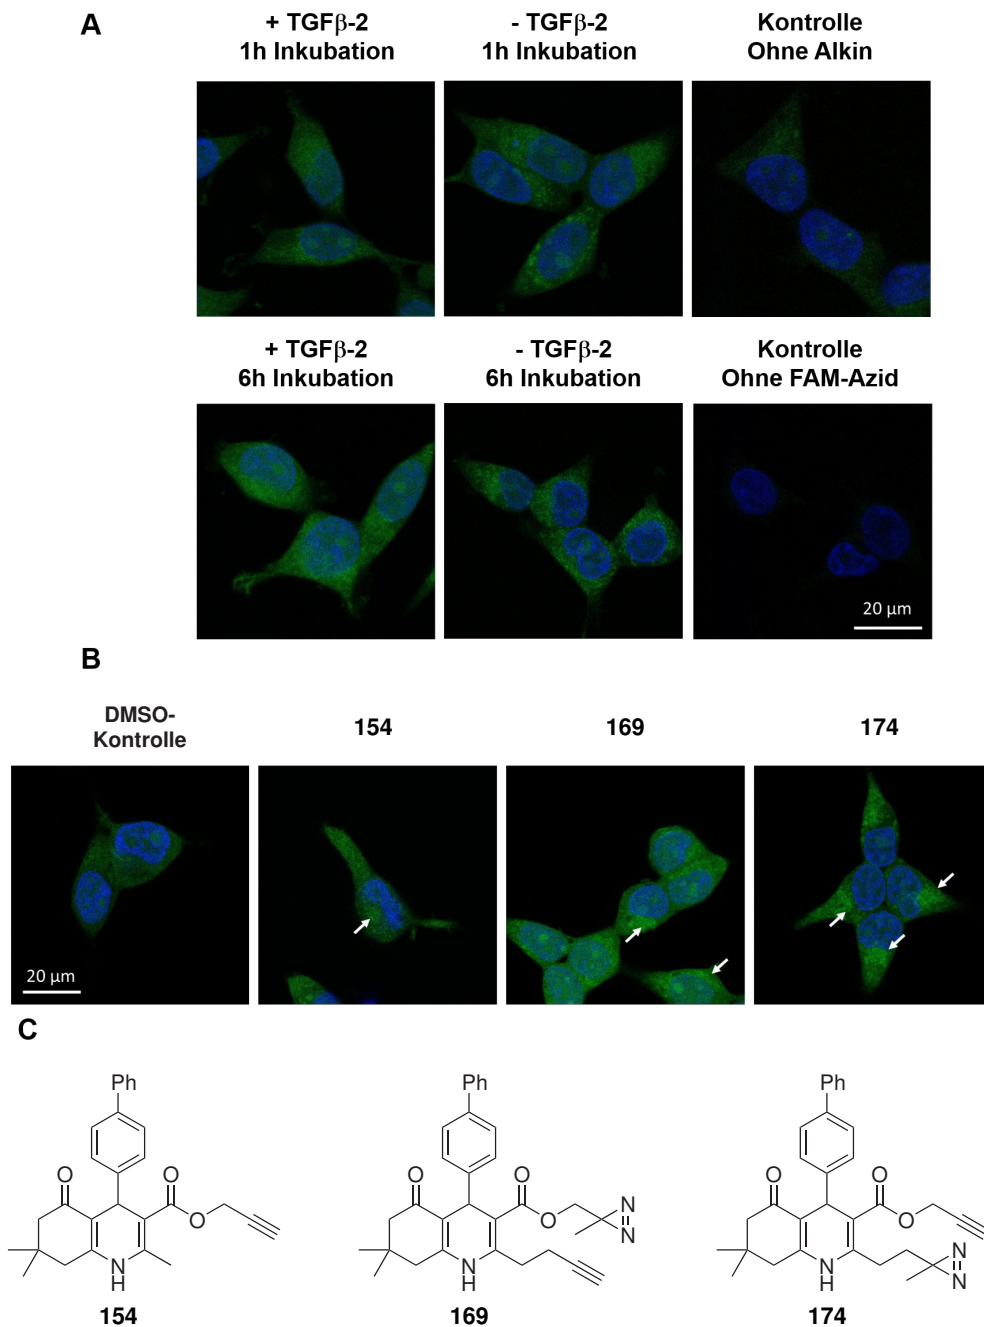 A
+ TGFβ-2
1h Inkubation
- TGFβ-2
1h Inkubation
Kontrolle
Ohne Alkin
+ TGFβ-2
6h Inkubation
- TGFβ-2
6h Inkubation
Kontrolle
Ohne FAM-Azid
20 µm
B
DMSO-
Kontrolle
154
169
174
20 µm
C
Ph
O
O
O
N
H
154
Ph
O
O
O
N
N
N
H
169
Ph
O
O
O
N
N
N
H
174